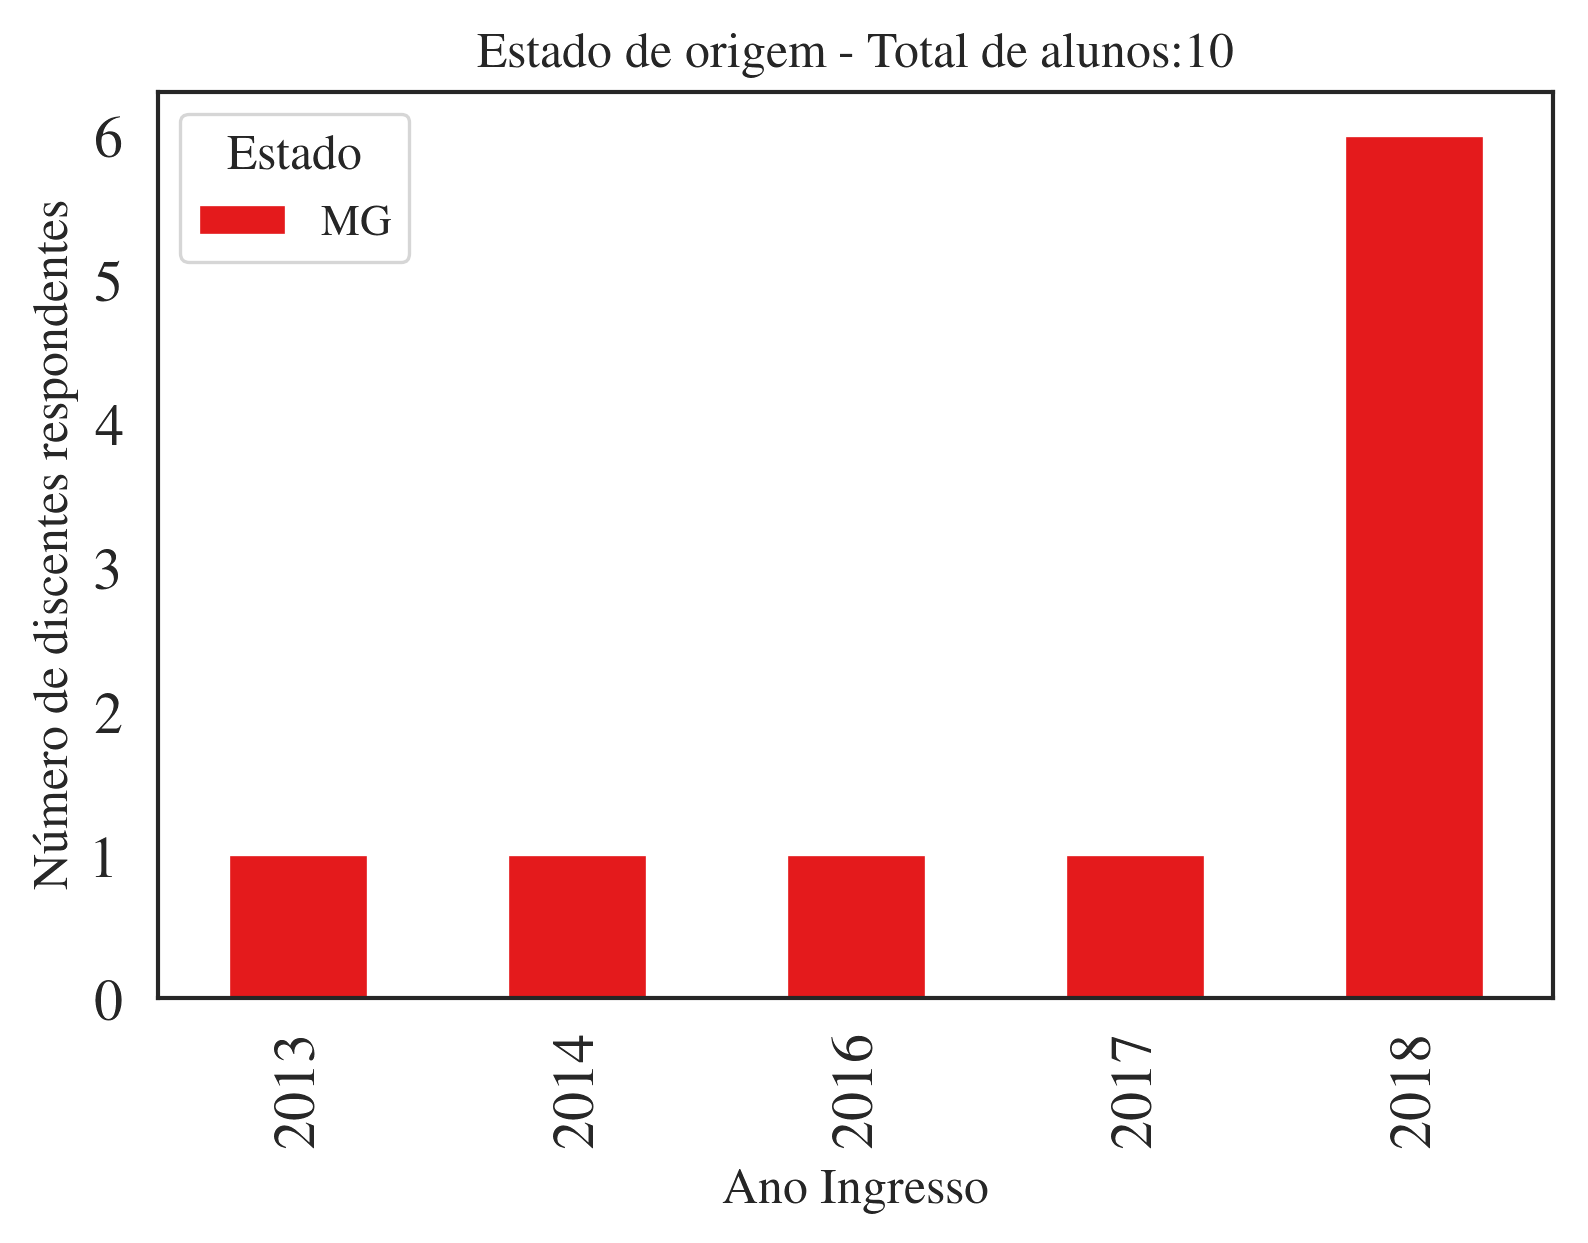 Estado de origem - Total de alunos:10
Estado
MG
Número de discentes respondentes
6
5
4
3
2
1
0
2013
2014
2016
2017
2018
Ano Ingresso